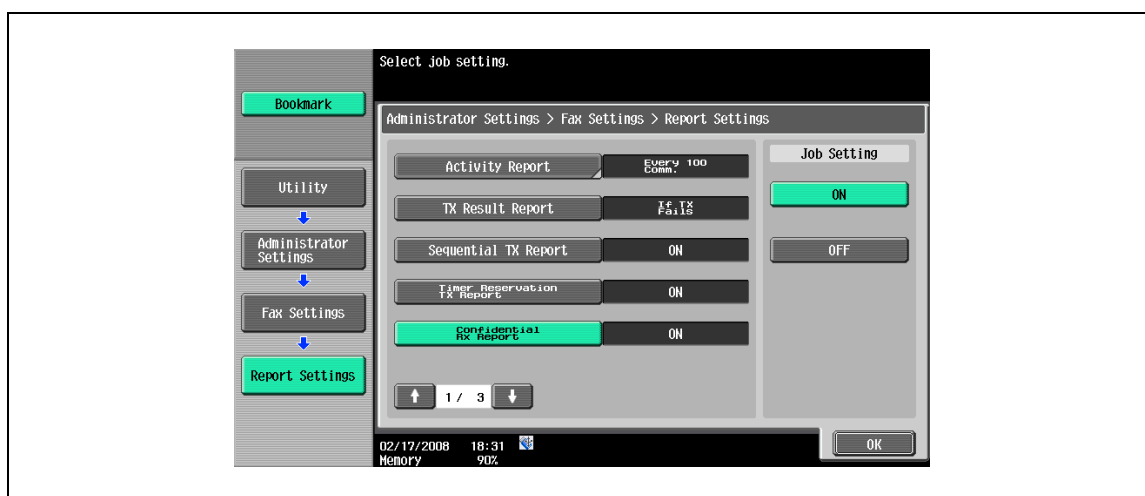 Select job setting.
Bookmark
Administrator Settings > Fax Settings > Report Settings
Utility
Administrator
Settings
Fax Settings
Report Settings
Activity Report
Every 100
Comm.
TX Result Report
If TX
Fails
Sequential TX Report
ON
Timer Reservation
TX Report
ON
Confidential
Rx Report
ON
1/ 3
Job Setting
ON
OFF
02/17/2008 18:31
Memory 90%
OK